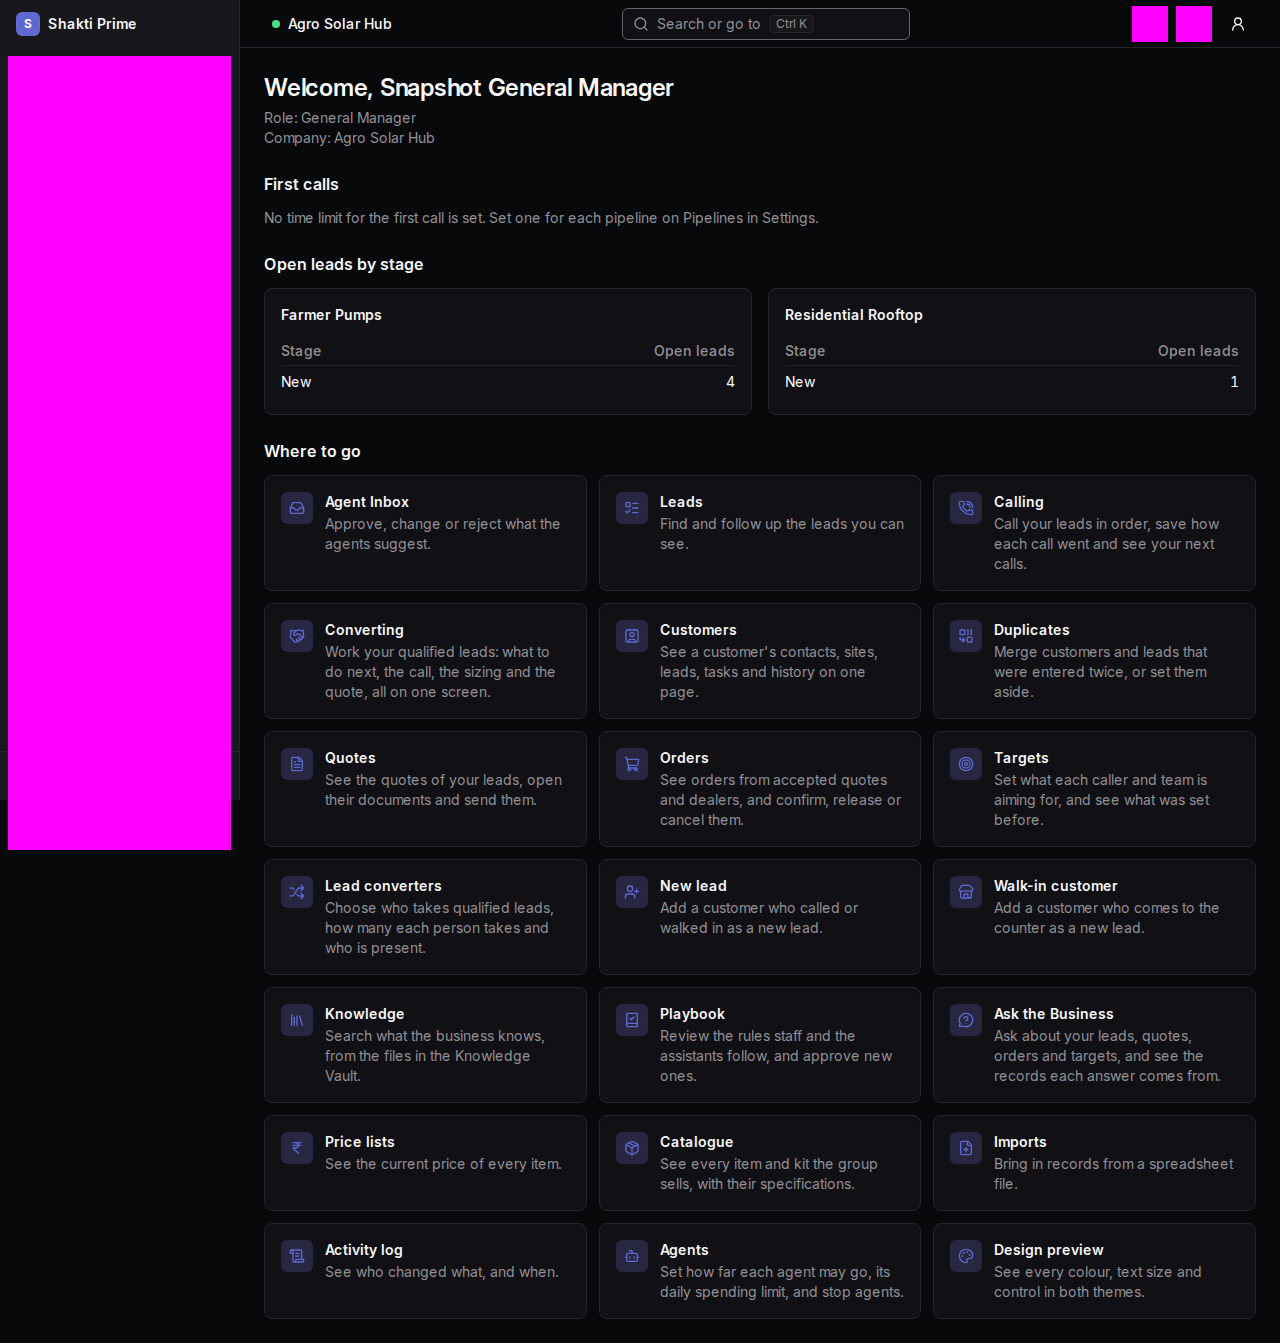 S Shakti Prime
Agro Solar Hub
Search or go to Ctrl K
Welcome, Snapshot General Manager
Role: General Manager
Company: Agro Solar Hub
First calls
No time limit for the first call is set. Set one for each pipeline on Pipelines in Settings.
Open leads by stage
Farmer Pumps
Stage Open leads
New 4
Residential Rooftop
Stage Open leads
New 1
Where to go
Agent Inbox
Approve, change or reject what the
agents suggest.
Leads
Find and follow up the leads you can
see.
Calling
Call your leads in order, save how
each call went and see your next
calls.
Converting
Work your qualified leads: what to
do next, the call, the sizing and the
quote, all on one screen.
Customers
See a customer's contacts, sites,
leads, tasks and history on one
page.
Duplicates
Merge customers and leads that
were entered twice, or set them
aside.
Quotes
See the quotes of your leads, open
their documents and send them.
Orders
See orders from accepted quotes
and dealers, and confirm, release or
cancel them.
Targets
Set what each caller and team is
aiming for, and see what was set
before.
Lead converters
Choose who takes qualified leads,
how many each person takes and
who is present.
New lead
Add a customer who called or
walked in as a new lead.
Walk-in customer
Add a customer who comes to the
counter as a new lead.
Knowledge
Search what the business knows,
from the files in the Knowledge
Vault.
Playbook
Review the rules staff and the
assistants follow, and approve new
ones.
Ask the Business
Ask about your leads, quotes,
orders and targets, and see the
records each answer comes from.
Price lists
See the current price of every item.
Catalogue
See every item and kit the group
sells, with their specifications.
Imports
Bring in records from a spreadsheet
file.
Activity log
See who changed what, and when.
Agents
Set how far each agent may go, its
daily spending limit, and stop agents.
Design preview
See every colour, text size and
control in both themes.